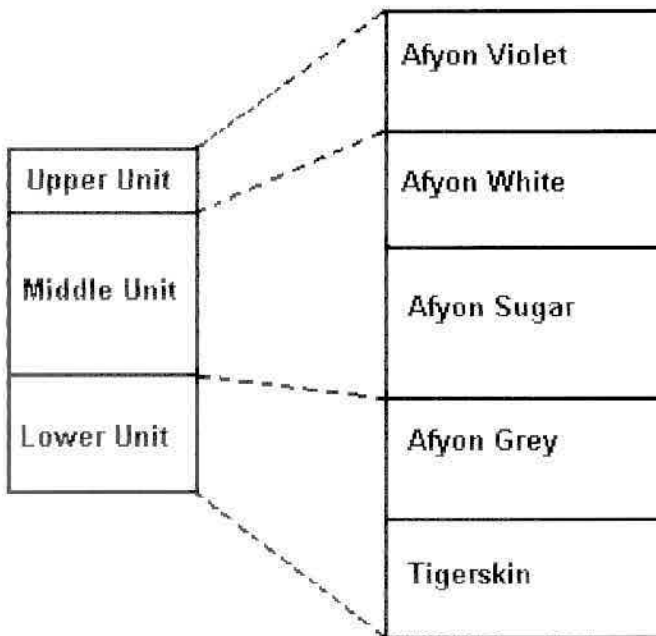 Upper Unit
Middle Unit
Lower Unit
Afyon Violet
Afyon White
Afyon Sugar
Afyon Grey
Tigerskin